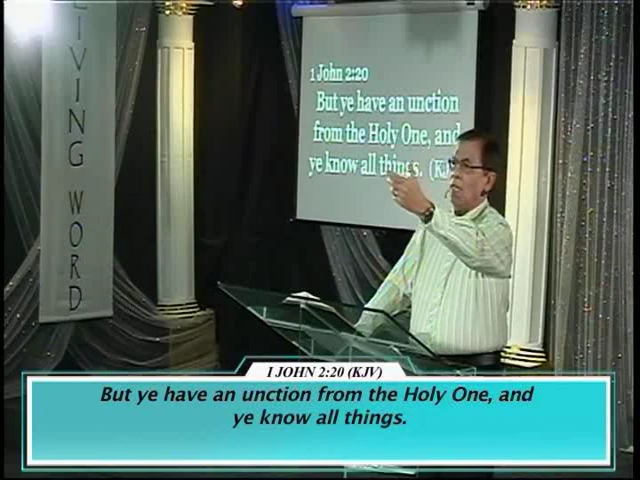 LIVING WORD
1 John 2:20
But ye have an unction
from the Holy One, and
ye know all things. (KJV
I JOHN 2:20 (KJV)
But ye have an unction from the Holy One, and
ye know all things.